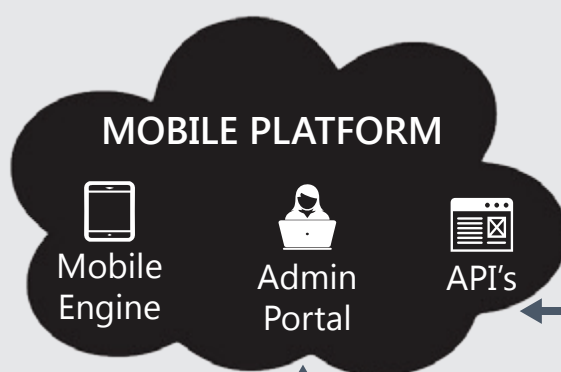 MOBILE PLATFORM
Mobile
Engine
Admin
Portal
API's